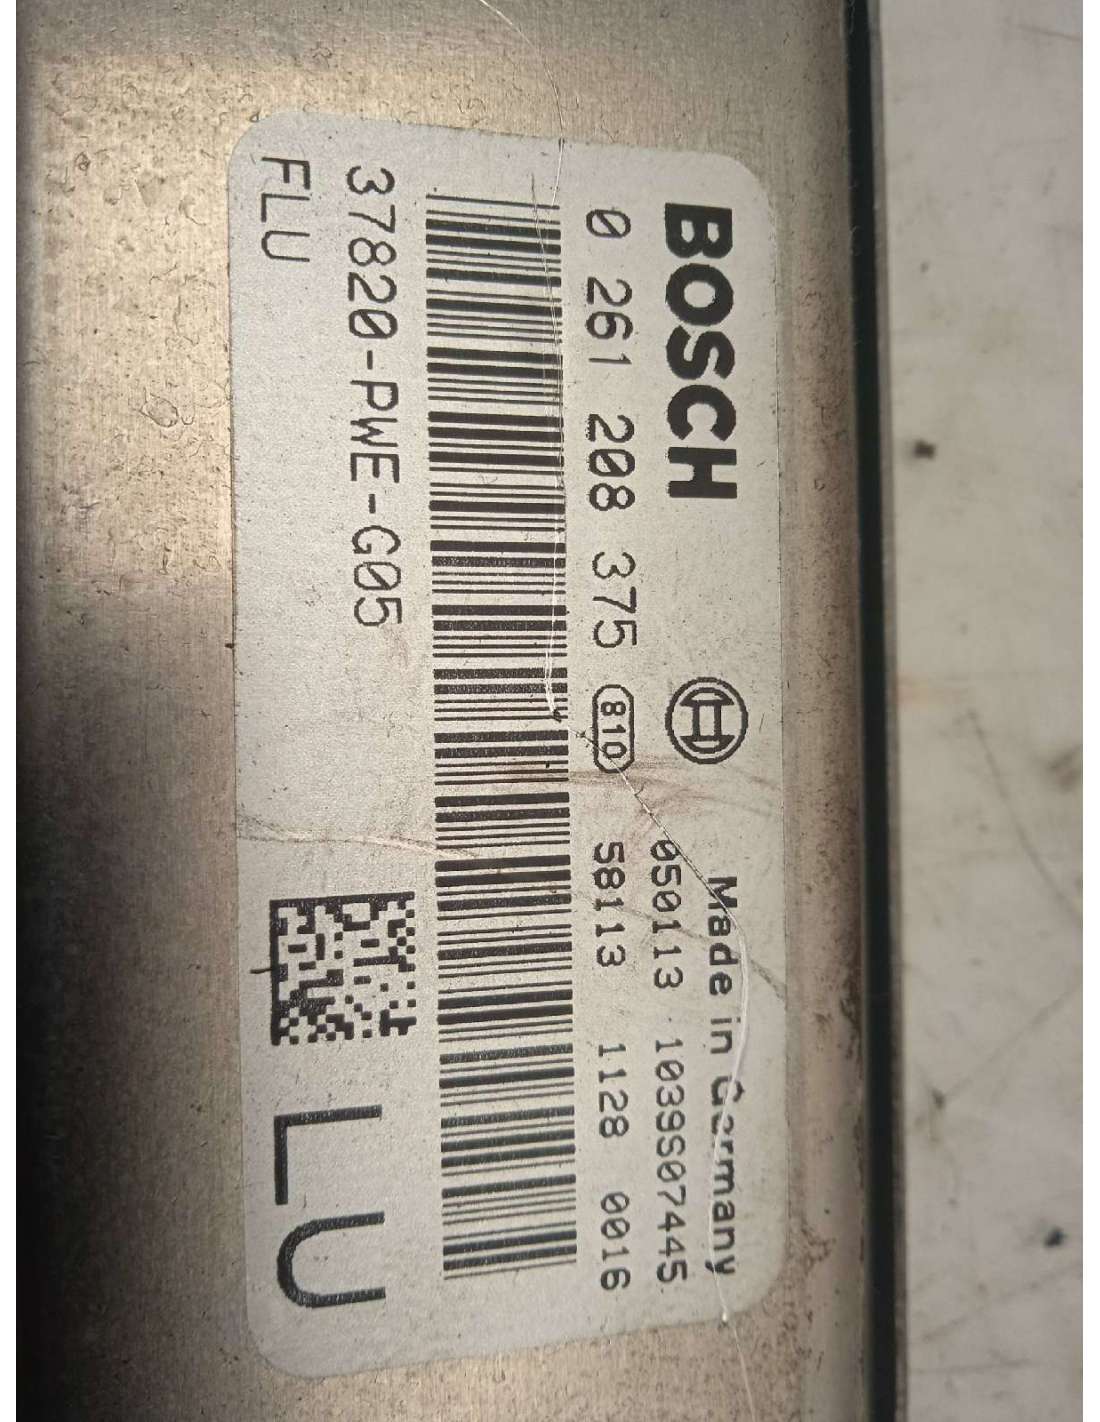 BOSCH
Made in Germany
050113 1039S07445
0 261 208 375 810 58113 1128 0016
37820-PWE-G05
FLU
LU